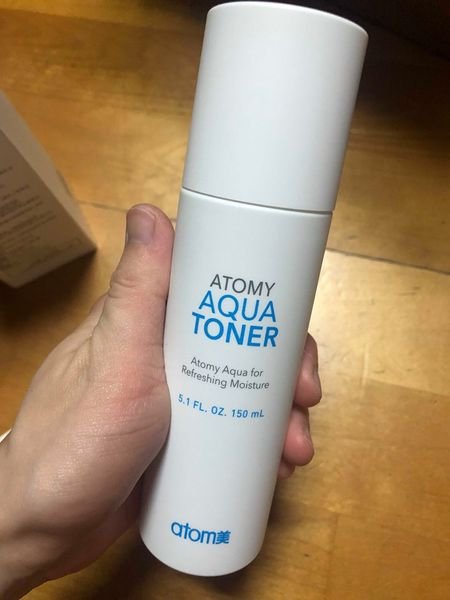 ATOMY
AQUA
TONER
Atomy Aqua for
Refreshing Moisture
5.1 FL. OZ. 150 mL
atom美